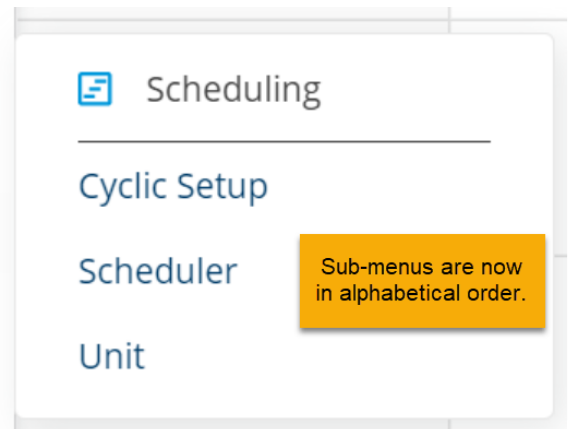 Scheduling
Cyclic Setup
Scheduler
Sub-menus are now
in alphabetical order.
Unit